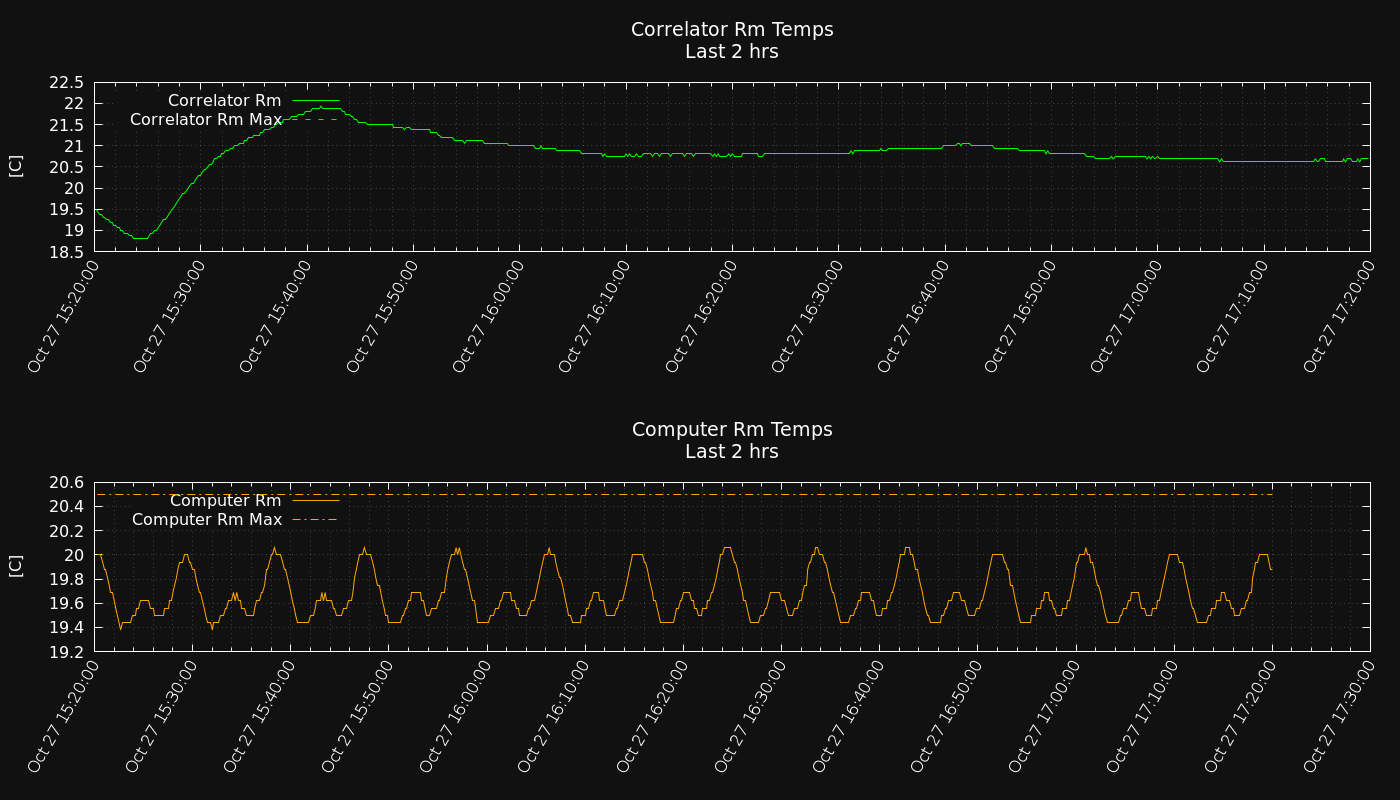 Correlator Rm Temps
Last 2 hrs
22.5
22
21.5
21
20.5
20
19.5
19
18.5
[C]
Correlator Rm
Correlator Rm Max
Oct 27 15:20:00
Oct 27 15:30:00
Oct 27 15:40:00
Oct 27 15:50:00
Oct 27 16:00:00
Oct 27 16:10:00
Oct 27 16:20:00
Oct 27 16:30:00
Oct 27 16:40:00
Oct 27 16:50:00
Oct 27 17:00:00
Oct 27 17:10:00
Oct 27 17:20:00
Computer Rm Temps
Last 2 hrs
20.6
20.4
20.2
20
19.8
19.6
19.4
19.2
[C]
Computer Rm
Computer Rm Max
Oct 27 15:20:00
Oct 27 15:30:00
Oct 27 15:40:00
Oct 27 15:50:00
Oct 27 16:00:00
Oct 27 16:10:00
Oct 27 16:20:00
Oct 27 16:30:00
Oct 27 16:40:00
Oct 27 16:50:00
Oct 27 17:00:00
Oct 27 17:10:00
Oct 27 17:20:00
Oct 27 17:30:00